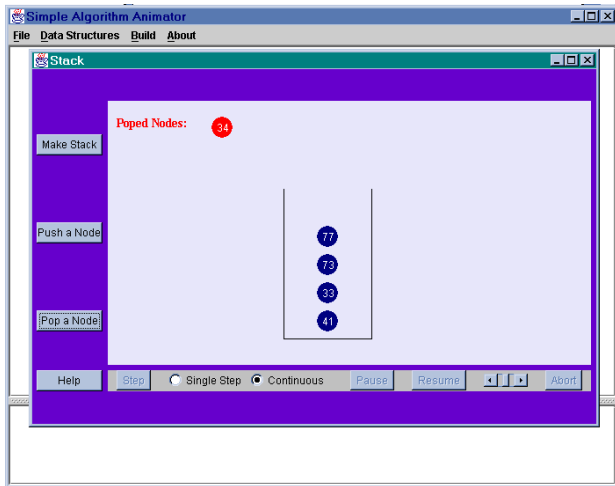 Simple Algorithm Animator
File Data Structures Build About
Stack
Poped Nodes: 34
Make Stack
77
Push a Node
73
33
Pop a Node
41
Help Step Single Step Continuous Pause Resume Abort